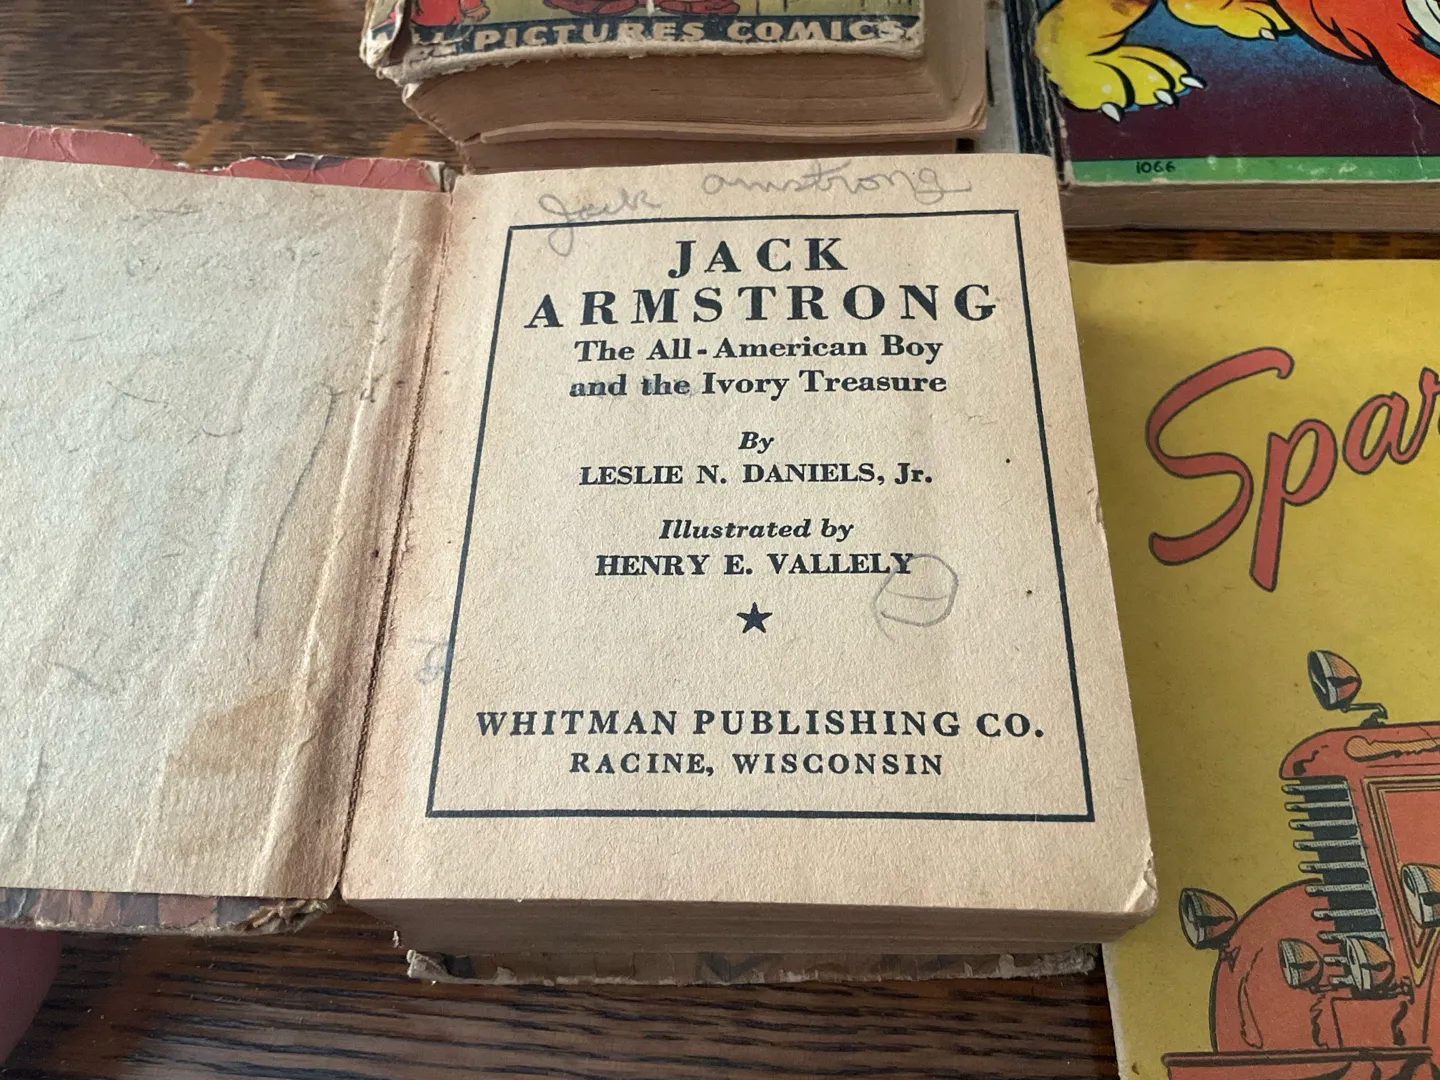 PICTURES COMICS
1066
Jack armstrong
JACK
ARMSTRONG
The All-American Boy
and the Ivory Treasure
By
LESLIE N. DANIELS, Jr.
Illustrated by
HENRY E. VALLELY
WHITMAN PUBLISHING CO.
RACINE, WISCONSIN
Spar